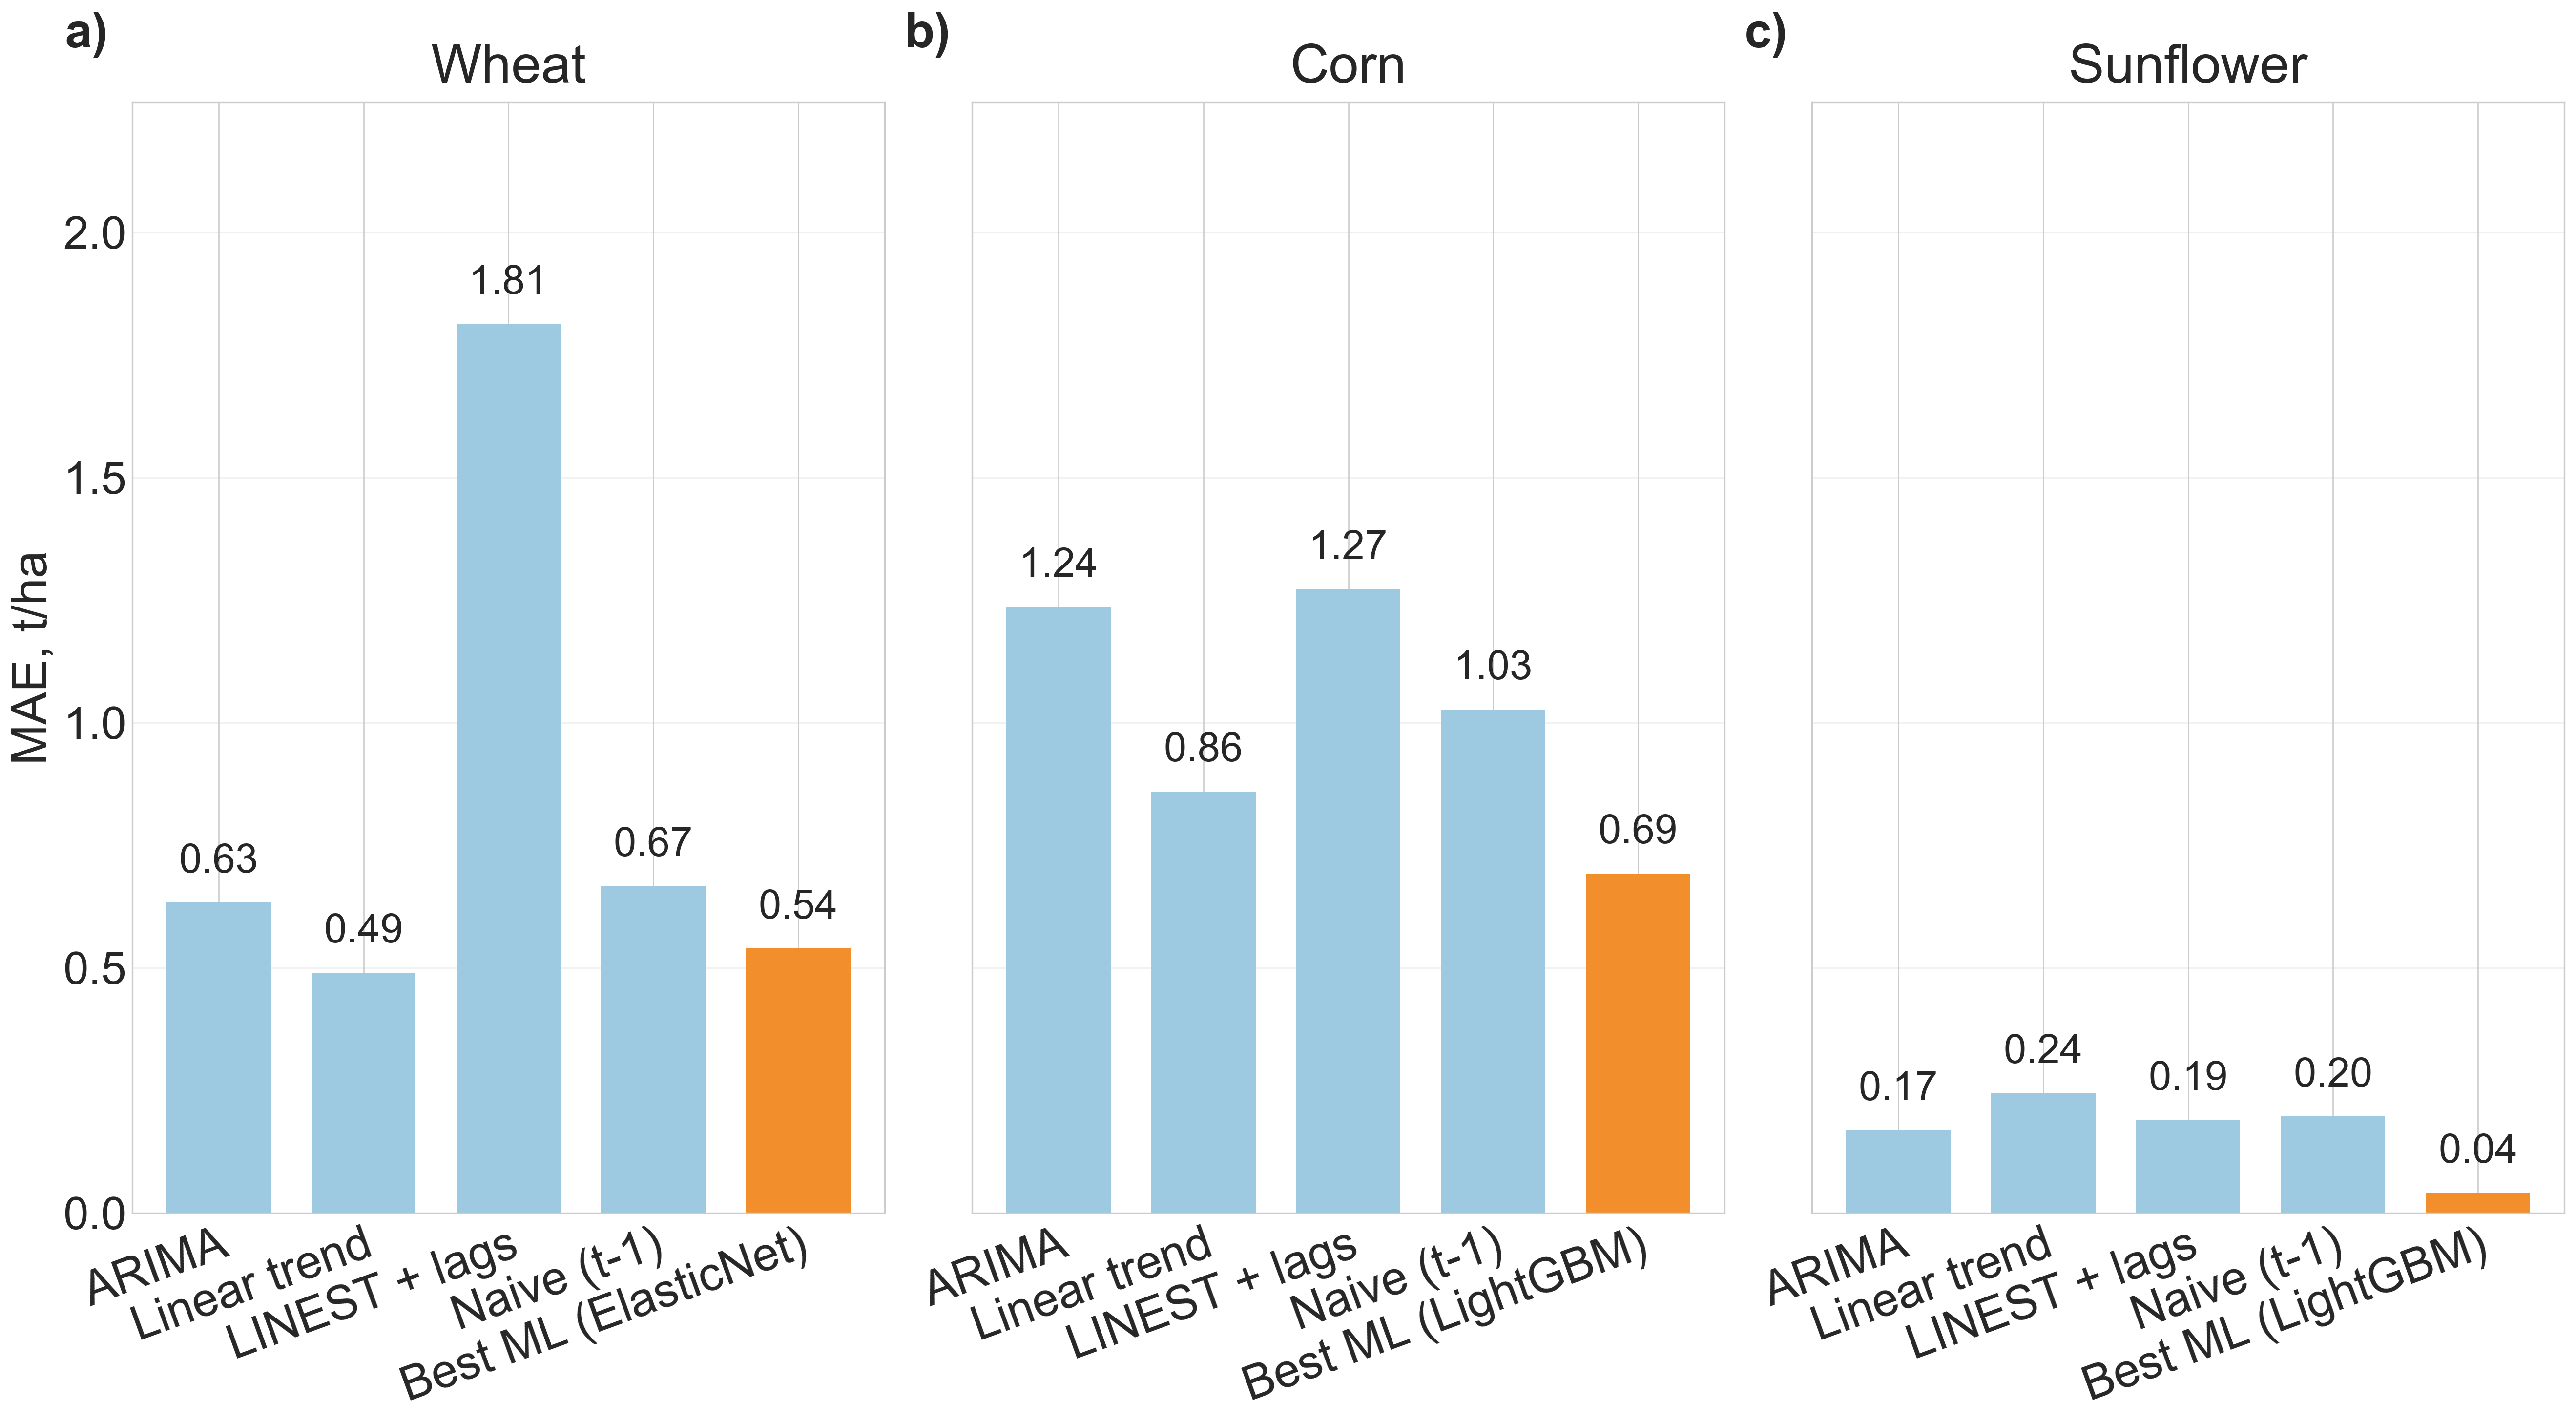 a)
Wheat
MAE, t/ha
2.0
1.5
1.0
0.5
0.0
0.63
0.49
1.81
0.67
0.54
ARIMA
Linear trend
LINEST + lags
Naive (t-1)
Best ML (ElasticNet)
b)
Corn
1.24
0.86
1.27
1.03
0.69
ARIMA
Linear trend
LINEST + lags
Naive (t-1)
Best ML (LightGBM)
c)
Sunflower
0.17
0.24
0.19
0.20
0.04
ARIMA
Linear trend
LINEST + lags
Naive (t-1)
Best ML (LightGBM)